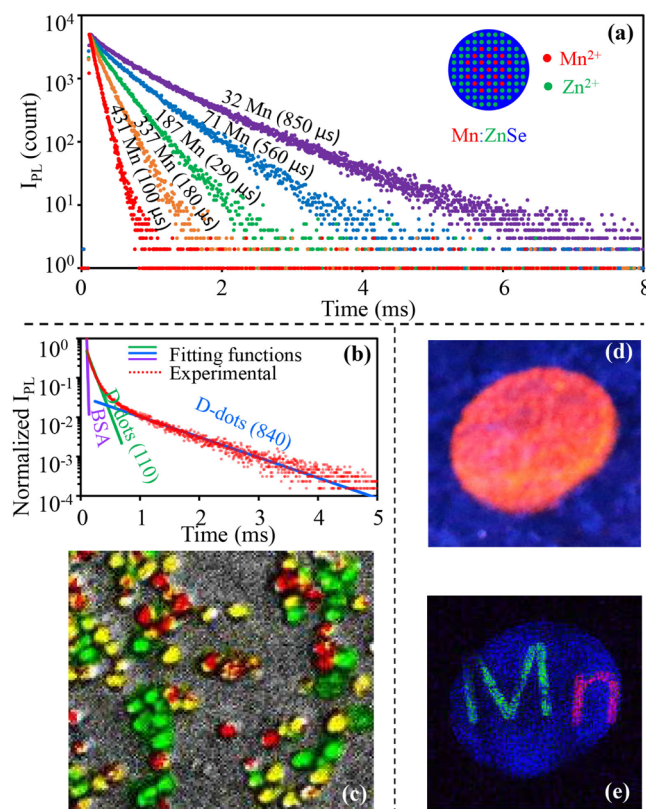 (a)
10⁴
10³
10²
10¹
10⁰
I_PL (count)
32 Mn (850 µs)
71 Mn (560 µs)
187 Mn (290 µs)
337 Mn (180 µs)
431 Mn (100 µs)
Mn²⁺
Zn²⁺
Mn:ZnSe
0 2 4 6 8
Time (ms)
(b)
10⁰
10⁻¹
10⁻²
10⁻³
10⁻⁴
Normalized I_PL
Fitting functions
Experimental
BSA
D-dots (110)
D-dots (840)
0 1 2 3 4 5
Time (ms)
(d)
(c)
Mn
(e)